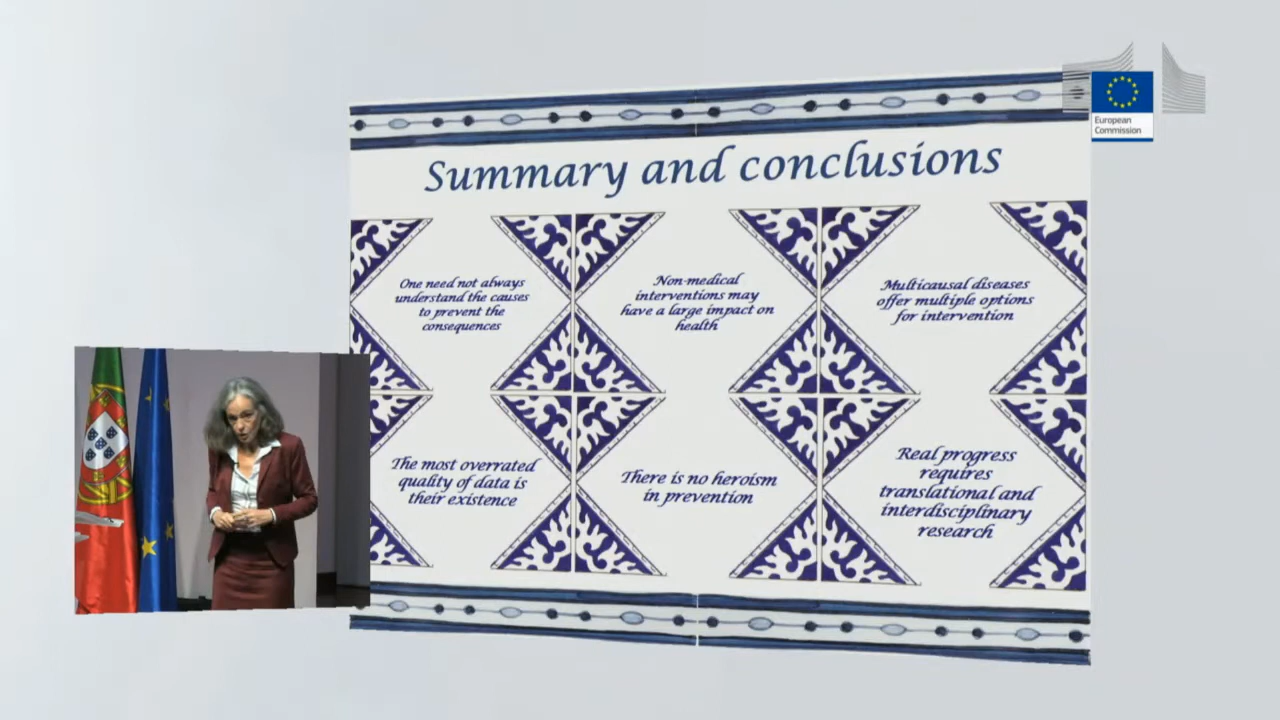 European
Commission
Summary and conclusions
One need not always
understand the causes
to prevent the
consequences
Non-medical
interventions may
have a large impact on
health
Multicausal diseases
offer multiple options
for intervention
The most overrated
quality of data is
their existence
There is no heroism
in prevention
Real progress
requires
translational and
interdisciplinary
research